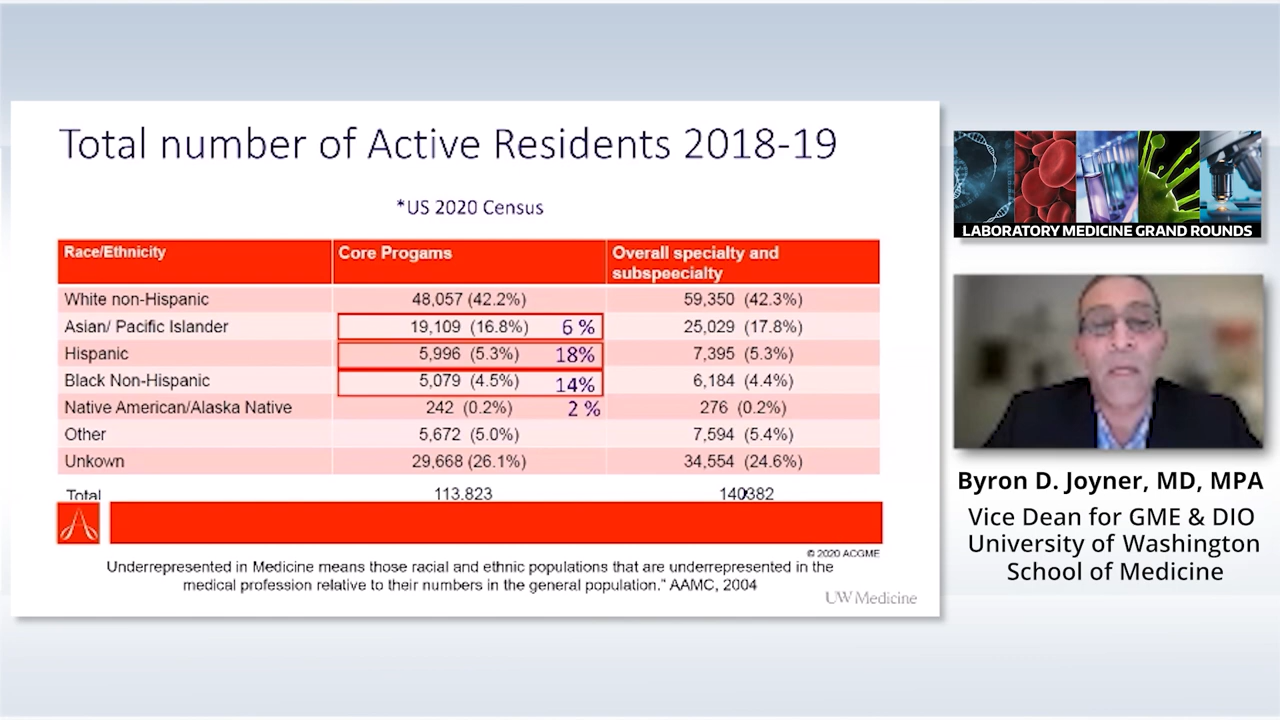 Total number of Active Residents 2018-19
*US 2020 Census
Race/Ethnicity Core Progams Overall specialty and subspeecialty
White non-Hispanic 48,057 (42.2%) 59,350 (42.3%)
Asian/ Pacific Islander 19,109 (16.8%) 6 % 25,029 (17.8%)
Hispanic 5,996 (5.3%) 18% 7,395 (5.3%)
Black Non-Hispanic 5,079 (4.5%) 14% 6,184 (4.4%)
Native American/Alaska Native 242 (0.2%) 2 % 276 (0.2%)
Other 5,672 (5.0%) 7,594 (5.4%)
Unkown 29,668 (26.1%) 34,554 (24.6%)
Total 113.823 140382
© 2020 ACGME
Underrepresented in Medicine means those racial and ethnic populations that are underrepresented in the
medical profession relative to their numbers in the general population.” AAMC, 2004
UW Medicine
LABORATORY MEDICINE GRAND ROUNDS
Byron D. Joyner, MD, MPA
Vice Dean for GME & DIO
University of Washington
School of Medicine